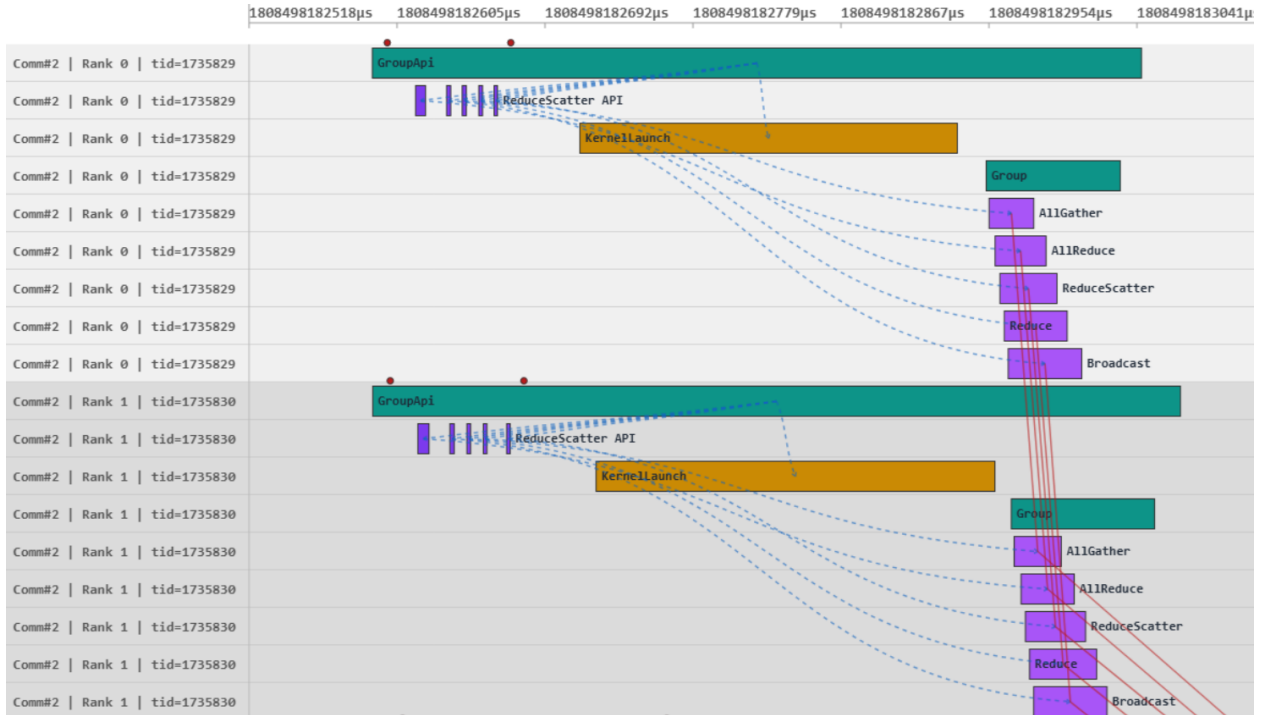 1808498182518µs 1808498182605µs 1808498182692µs 1808498182779µs 1808498182867µs 1808498182954µs 1808498183041µs
Comm#2 | Rank 0 | tid=1735829 GroupApi
Comm#2 | Rank 0 | tid=1735829 ReduceScatter API
Comm#2 | Rank 0 | tid=1735829 KernelLaunch
Comm#2 | Rank 0 | tid=1735829 Group
Comm#2 | Rank 0 | tid=1735829 AllGather
Comm#2 | Rank 0 | tid=1735829 AllReduce
Comm#2 | Rank 0 | tid=1735829 ReduceScatter
Comm#2 | Rank 0 | tid=1735829 Reduce
Comm#2 | Rank 0 | tid=1735829 Broadcast
Comm#2 | Rank 1 | tid=1735830 GroupApi
Comm#2 | Rank 1 | tid=1735830 ReduceScatter API
Comm#2 | Rank 1 | tid=1735830 KernelLaunch
Comm#2 | Rank 1 | tid=1735830 Group
Comm#2 | Rank 1 | tid=1735830 AllGather
Comm#2 | Rank 1 | tid=1735830 AllReduce
Comm#2 | Rank 1 | tid=1735830 ReduceScatter
Comm#2 | Rank 1 | tid=1735830 Reduce
Comm#2 | Rank 1 | tid=1735830 Broadcast